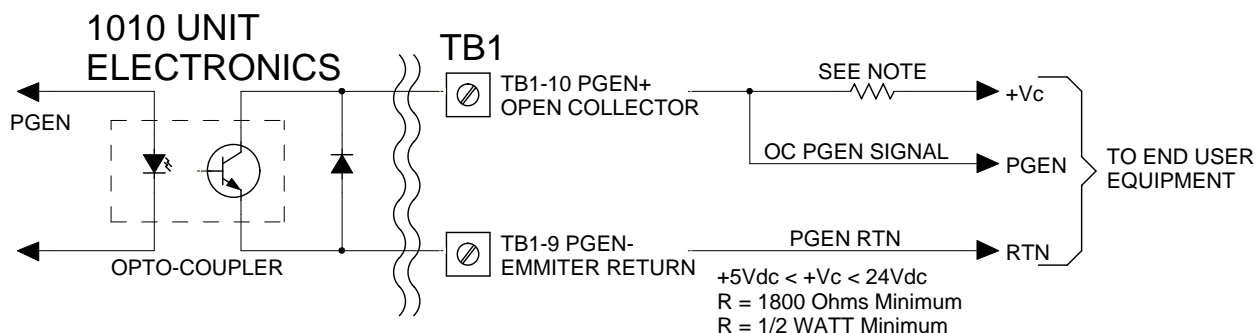 1010 UNIT
ELECTRONICS
TB1
PGEN
OPTO-COUPLER
TB1-10 PGEN+
OPEN COLLECTOR
TB1-9 PGEN-
EMMITER RETURN
SEE NOTE
+Vc
OC PGEN SIGNAL
PGEN
PGEN RTN
RTN
TO END USER
EQUIPMENT
+5Vdc < +Vc < 24Vdc
R = 1800 Ohms Minimum
R = 1/2 WATT Minimum